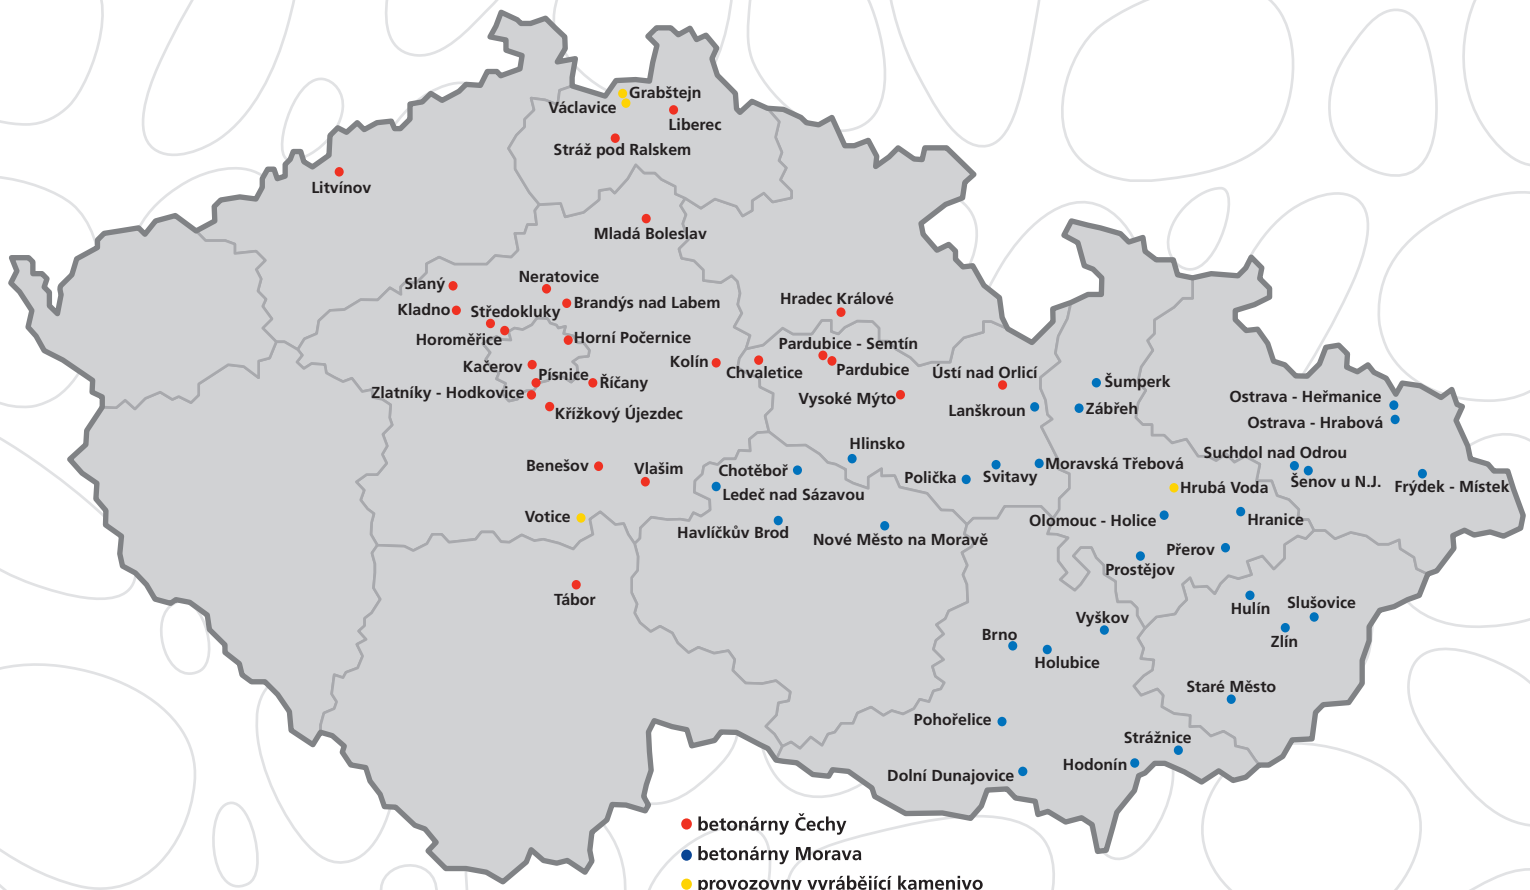 Grabštejn
Václavice
Liberec
Stráž pod Ralskem
Litvínov
Mladá Boleslav
Neratovice
Slaný
Brandýs nad Labem
Hradec Králové
Kladno
Středokluky
Horoměřice
Horní Počernice
Pardubice - Semtín
Kolín
Kačerov
Chvaletice
Pardubice
Ústí nad Orlicí
Písnice
Říčany
Šumperk
Zlatníky - Hodkovice
Vysoké Mýto
Ostrava - Heřmanice
Lanškroun
Zábřeh
Křížkový Újezdec
Ostrava - Hrabová
Hlinsko
Suchdol nad Odrou
Benešov
Vlašim
Chotěboř
Moravská Třebová
Polička
Svitavy
Šenov u N.J.
Frýdek - Místek
Hrubá Voda
Ledeč nad Sázavou
Votice
Olomouc - Holice
Hranice
Havlíčkův Brod
Nové Město na Moravě
Přerov
Prostějov
Tábor
Hulín
Slušovice
Vyškov
Brno
Zlín
Holubice
Staré Město
Pohořelice
Strážnice
Hodonín
Dolní Dunajovice
betonárny Čechy
betonárny Morava
provozovny vyrábějící kamenivo